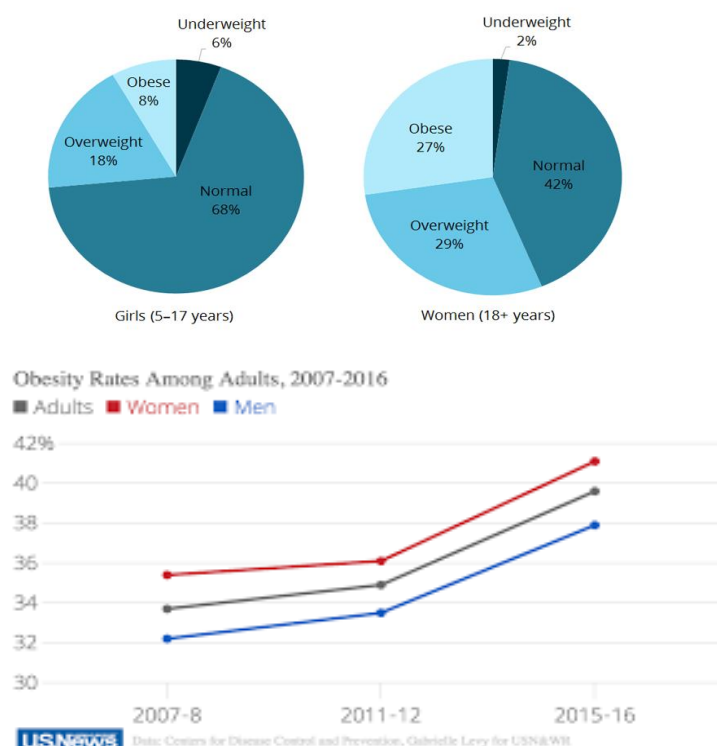 Underweight
6%
Obese
8%
Overweight
18%
Normal
68%
Girls (5–17 years)
Underweight
2%
Obese
27%
Normal
42%
Overweight
29%
Women (18+ years)
Obesity Rates Among Adults, 2007-2016
Adults Women Men
42%
40
38
36
34
32
30
2007-8 2011-12 2015-16
USNews Data: Centers for Disease Control and Prevention, Gabrielle Levy for USN&WR